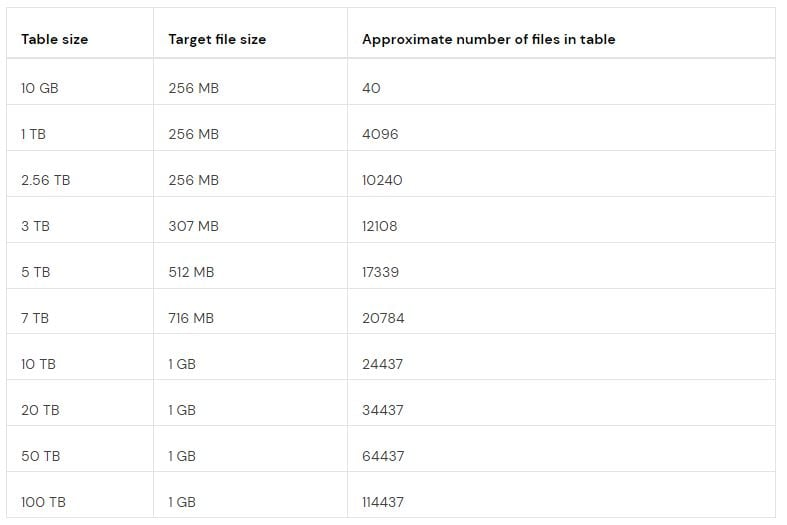 Table size Target file size Approximate number of files in table
10 GB 256 MB 40
1 TB 256 MB 4096
2.56 TB 256 MB 10240
3 TB 307 MB 12108
5 TB 512 MB 17339
7 TB 716 MB 20784
10 TB 1 GB 24437
20 TB 1 GB 34437
50 TB 1 GB 64437
100 TB 1 GB 114437